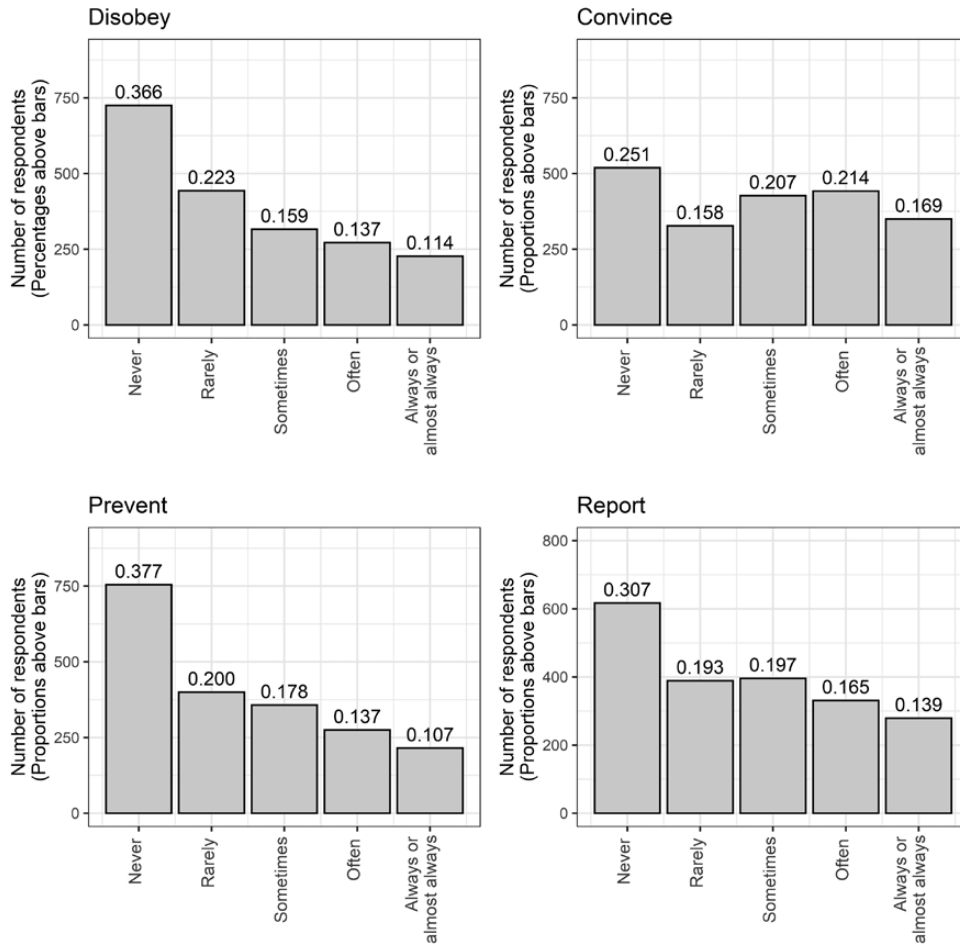 Disobey
Number of respondents
(Percentages above bars)
750
500
250
0
0.366
0.223
0.159
0.137
0.114
Never
Rarely
Sometimes
Often
Always or
almost always
Convince
Number of respondents
(Proportions above bars)
750
500
250
0
0.251
0.158
0.207
0.214
0.169
Never
Rarely
Sometimes
Often
Always or
almost always
Prevent
Number of respondents
(Proportions above bars)
750
500
250
0
0.377
0.200
0.178
0.137
0.107
Never
Rarely
Sometimes
Often
Always or
almost always
Report
Number of respondents
(Proportions above bars)
800
600
400
200
0
0.307
0.193
0.197
0.165
0.139
Never
Rarely
Sometimes
Often
Always or
almost always